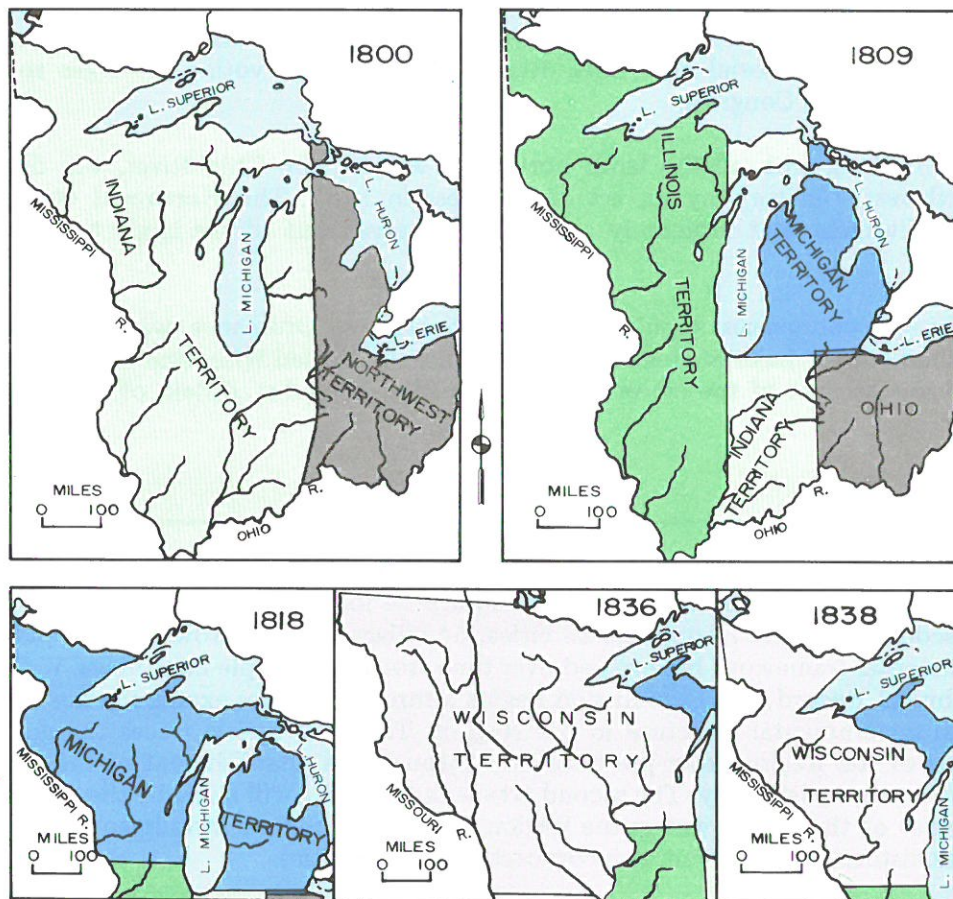 1800
L. SUPERIOR
INDIANA
TERRITORY
MISSISSIPPI
R.
L. MICHIGAN
L. HURON
L. ERIE
NORTHWEST
TERRITORY
MILES
0 100
R.
OHIO
1809
L. SUPERIOR
ILLINOIS
TERRITORY
MISSISSIPPI
R.
L. MICHIGAN
MICHIGAN
TERRITORY
L. HURON
L. ERIE
OHIO
INDIANA
TERRITORY
MILES
0 100
R.
OHIO
1818
L. SUPERIOR
MICHIGAN
TERRITORY
MISSISSIPPI
R.
L. MICHIGAN
L. HURON
MILES
0 100
1836
L. SUPERIOR
WISCONSIN
TERRITORY
MISSOURI
R.
MILES
0 100
1838
L. SUPERIOR
WISCONSIN
TERRITORY
MISSISSIPPI
R.
L. MICHIGAN
MILES
0 100